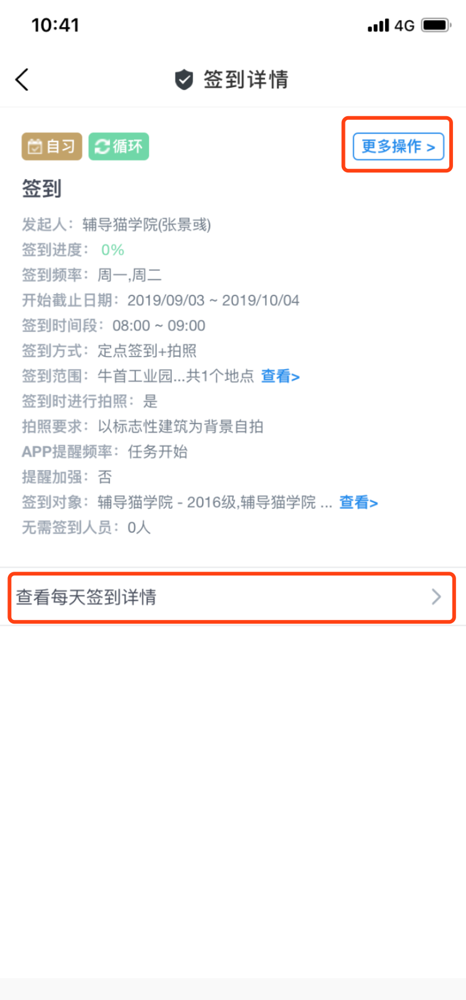 10:41 4G
签到详情
自习 循环 更多操作 >
签到
发起人：辅导猫学院(张景彧)
签到进度： 0%
签到频率：周一,周二
开始截止日期：2019/09/03 ~ 2019/10/04
签到时间段：08:00 ~ 09:00
签到方式：定点签到+拍照
签到范围：牛首工业园...共1个地点 查看>
签到时进行拍照：是
拍照要求：以标志性建筑为背景自拍
APP提醒频率：任务开始
提醒加强：否
签到对象：辅导猫学院 - 2016级,辅导猫学院 ... 查看>
无需签到人员：0人
查看每天签到详情